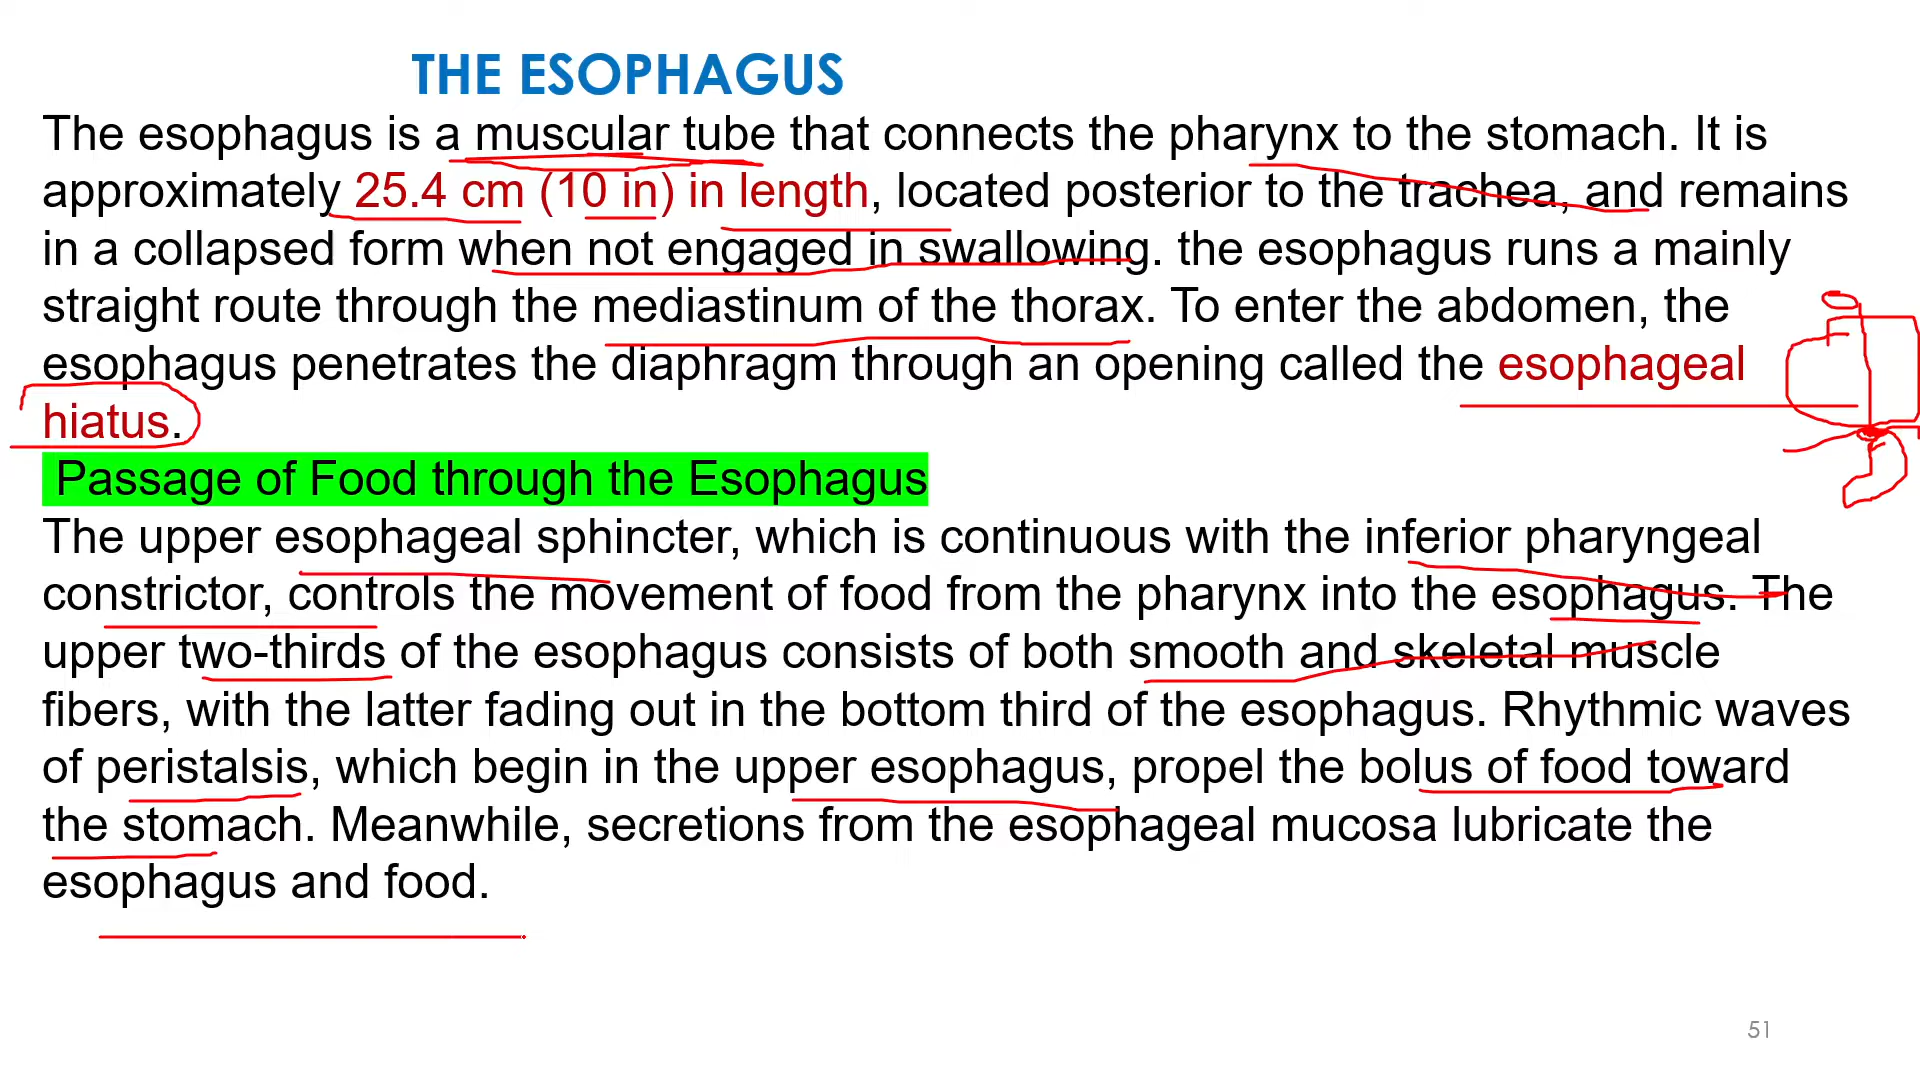 THE ESOPHAGUS
The esophagus is a muscular tube that connects the pharynx to the stomach. It is
approximately 25.4 cm (10 in) in length, located posterior to the trachea, and remains
in a collapsed form when not engaged in swallowing. the esophagus runs a mainly
straight route through the mediastinum of the thorax. To enter the abdomen, the
esophagus penetrates the diaphragm through an opening called the esophageal
hiatus.
Passage of Food through the Esophagus
The upper esophageal sphincter, which is continuous with the inferior pharyngeal
constrictor, controls the movement of food from the pharynx into the esophagus. The
upper two-thirds of the esophagus consists of both smooth and skeletal muscle
fibers, with the latter fading out in the bottom third of the esophagus. Rhythmic waves
of peristalsis, which begin in the upper esophagus, propel the bolus of food toward
the stomach. Meanwhile, secretions from the esophageal mucosa lubricate the
esophagus and food.
51